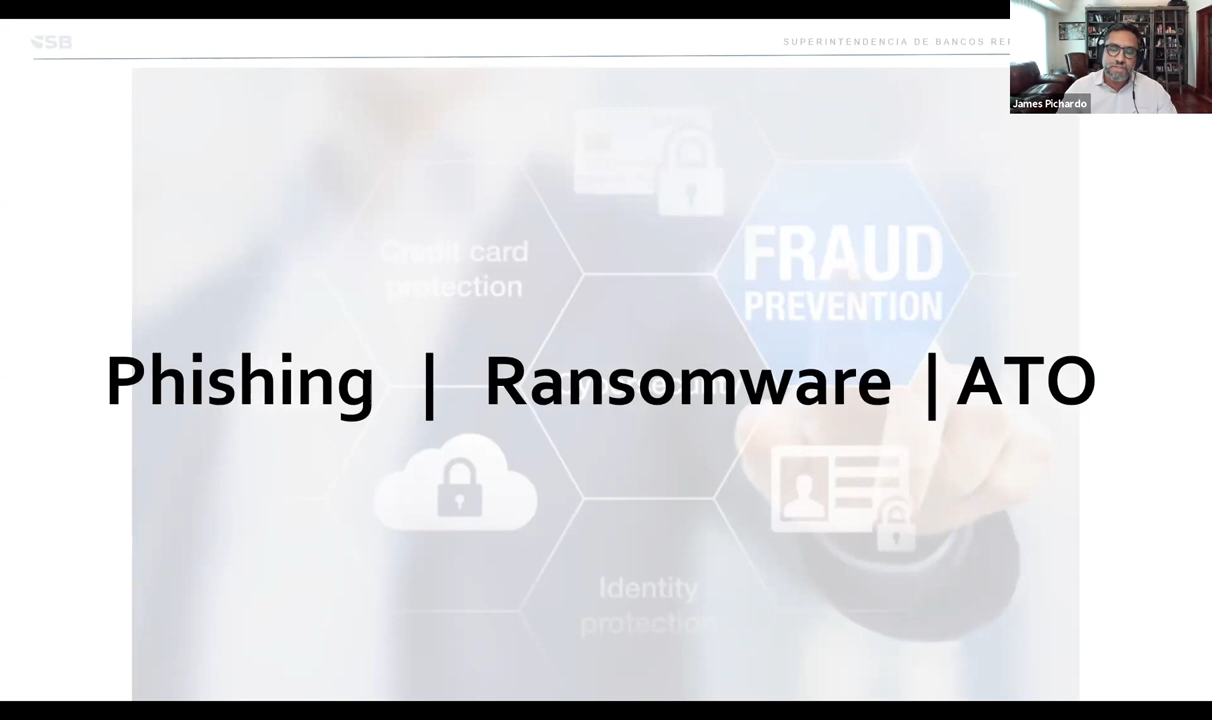 SB
SUPERINTENDENCIA DE BANCOS
James Pichardo
Credit card
protection
FRAUD
PREVENTION
Phishing | Ransomware | ATO
Identity
protection